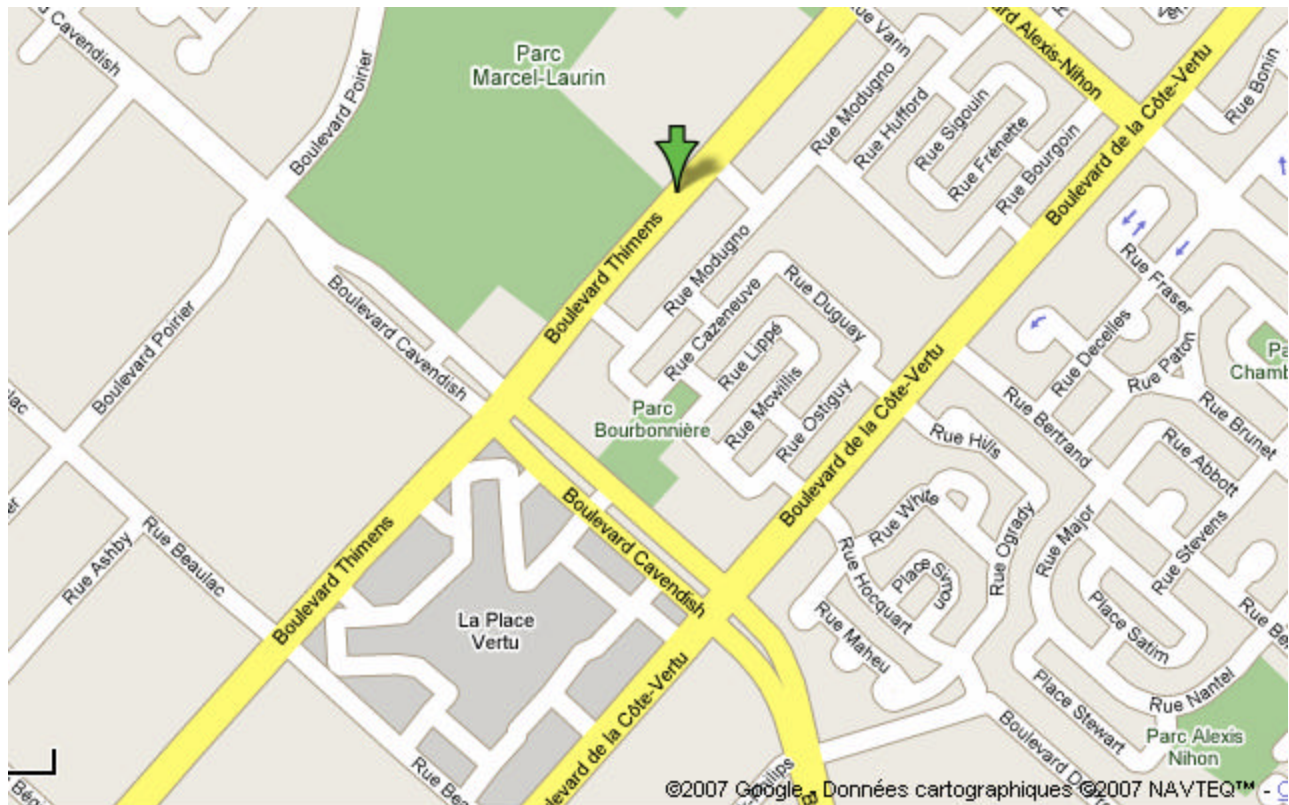 Boulevard Cavendish
Boulevard Poirier
Parc
Marcel-Laurin
Rue Varin
Rue Modugno
Rue Hufford
Rue Sigouin
Rue Frénette
Rue Bourgoin
Alexis-Nihon
Boulevard de la Côte-Vertu
Rue Bonin
Boulevard Thimens
Rue Modugno
Rue Cazeneuve
Rue Duguay
Rue Lippé
Rue Mcwillis
Rue Ostiguy
Parc
Bourbonnière
Boulevard Cavendish
Boulevard Poirier
Rue Fraser
Rue Decelles
Rue Paton
Rue Brunet
Rue Bertrand
Rue Abbott
Rue Stevens
Rue Major
Boulevard de la Côte-Vertu
Rue Hills
Rue White
Rue Ogrady
Place Simon
Rue Hocquart
Rue Maheu
Place Satim
Rue Nantel
Place Stewart
Parc Alexis
Nihon
Boulevard Cavendish
Boulevard Thimens
Rue Beaulac
Rue Ashby
La Place
Vertu
Boulevard de la Côte-Vertu
Boulevard
©2007 Google - Données cartographiques ©2007 NAVTEQ™ -